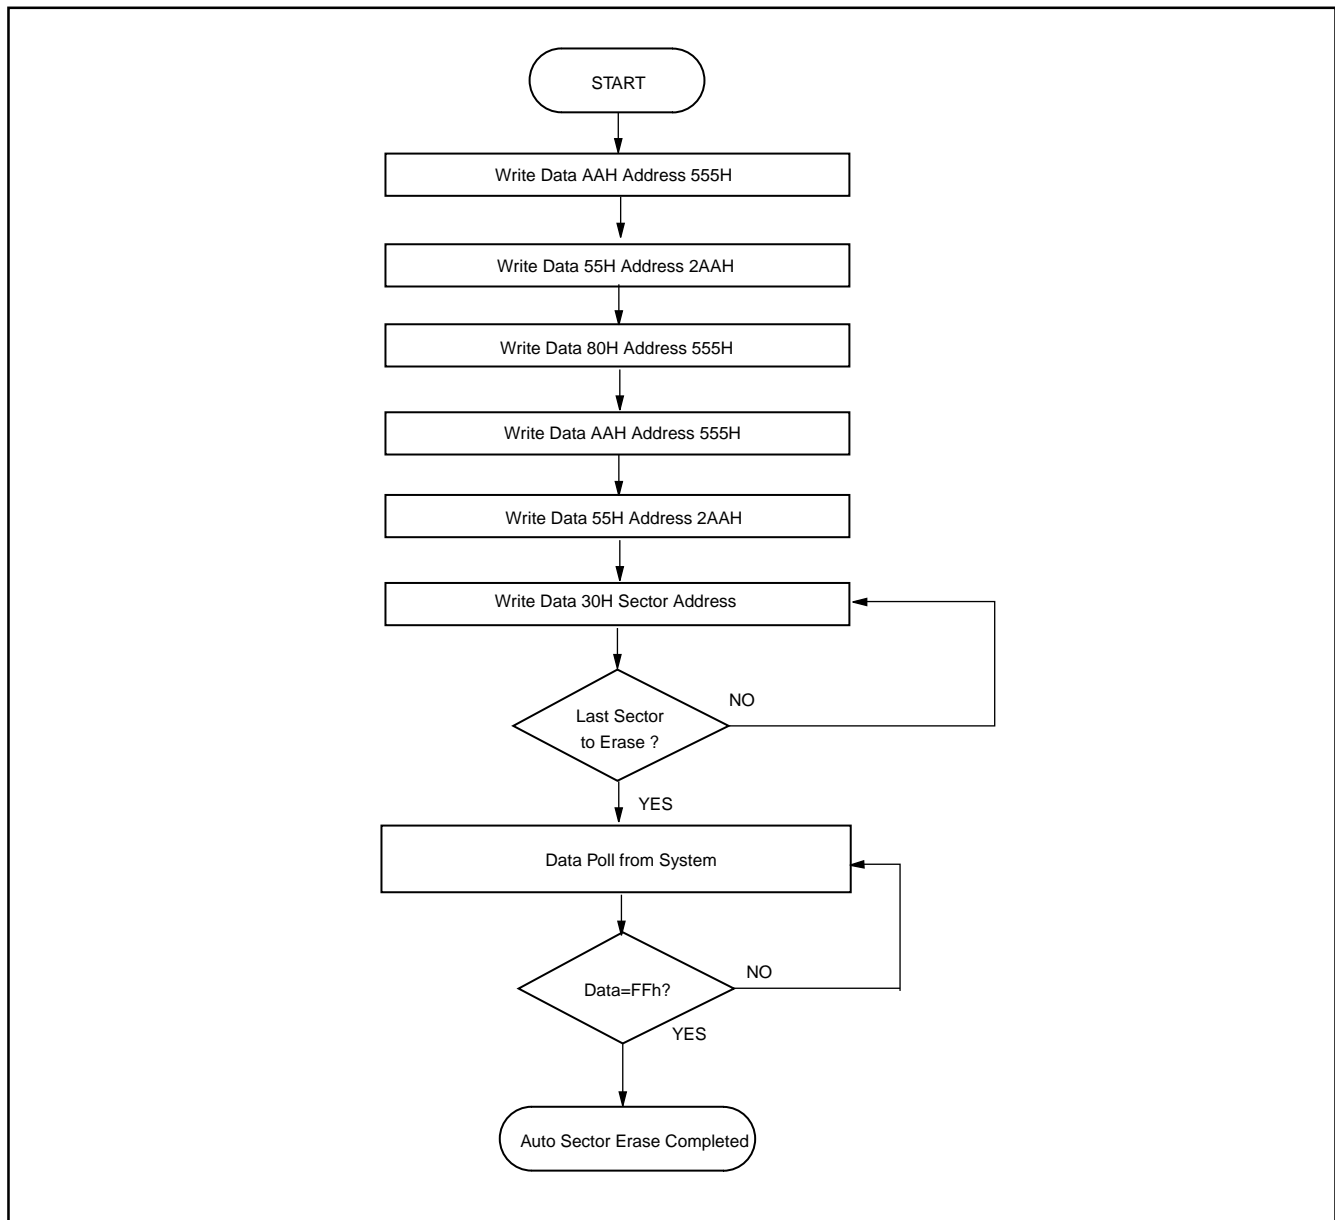 START
Write Data AAH Address 555H
Write Data 55H Address 2AAH
Write Data 80H Address 555H
Write Data AAH Address 555H
Write Data 55H Address 2AAH
Write Data 30H Sector Address
NO
Last Sector
to Erase ?
YES
Data Poll from System
NO
Data=FFh?
YES
Auto Sector Erase Completed